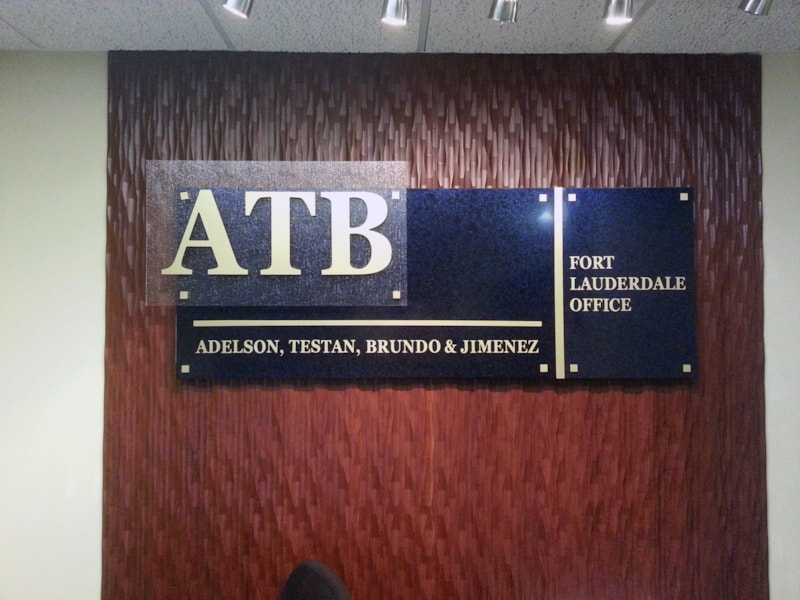 ATB
ADELSON, TESTAN, BRUNDO & JIMENEZ
FORT
LAUDERDALE
OFFICE